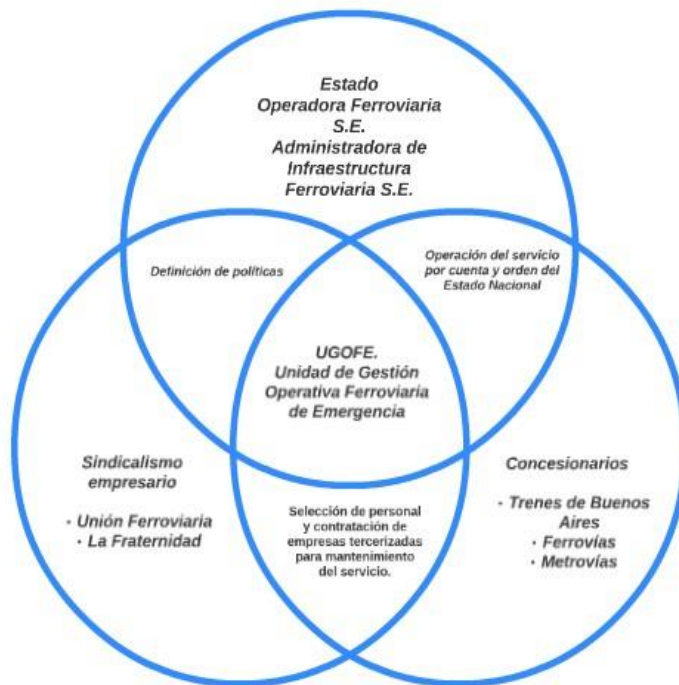 Estado
Operadora Ferroviaria
S.E.
Administradora de
Infraestructura
Ferroviaria S.E.
Definición de políticas
Operación del servicio
por cuenta y orden del
Estado Nacional
UGOFE.
Unidad de Gestión
Operativa Ferroviaria
de Emergencia
Sindicalismo
empresario
· Unión Ferroviaria
· La Fraternidad
Concesionarios
· Trenes de Buenos
Aires
· Ferrovías
· Metrovías
Selección de personal
y contratación de
empresas tercerizadas
para mantenimiento
del servicio.